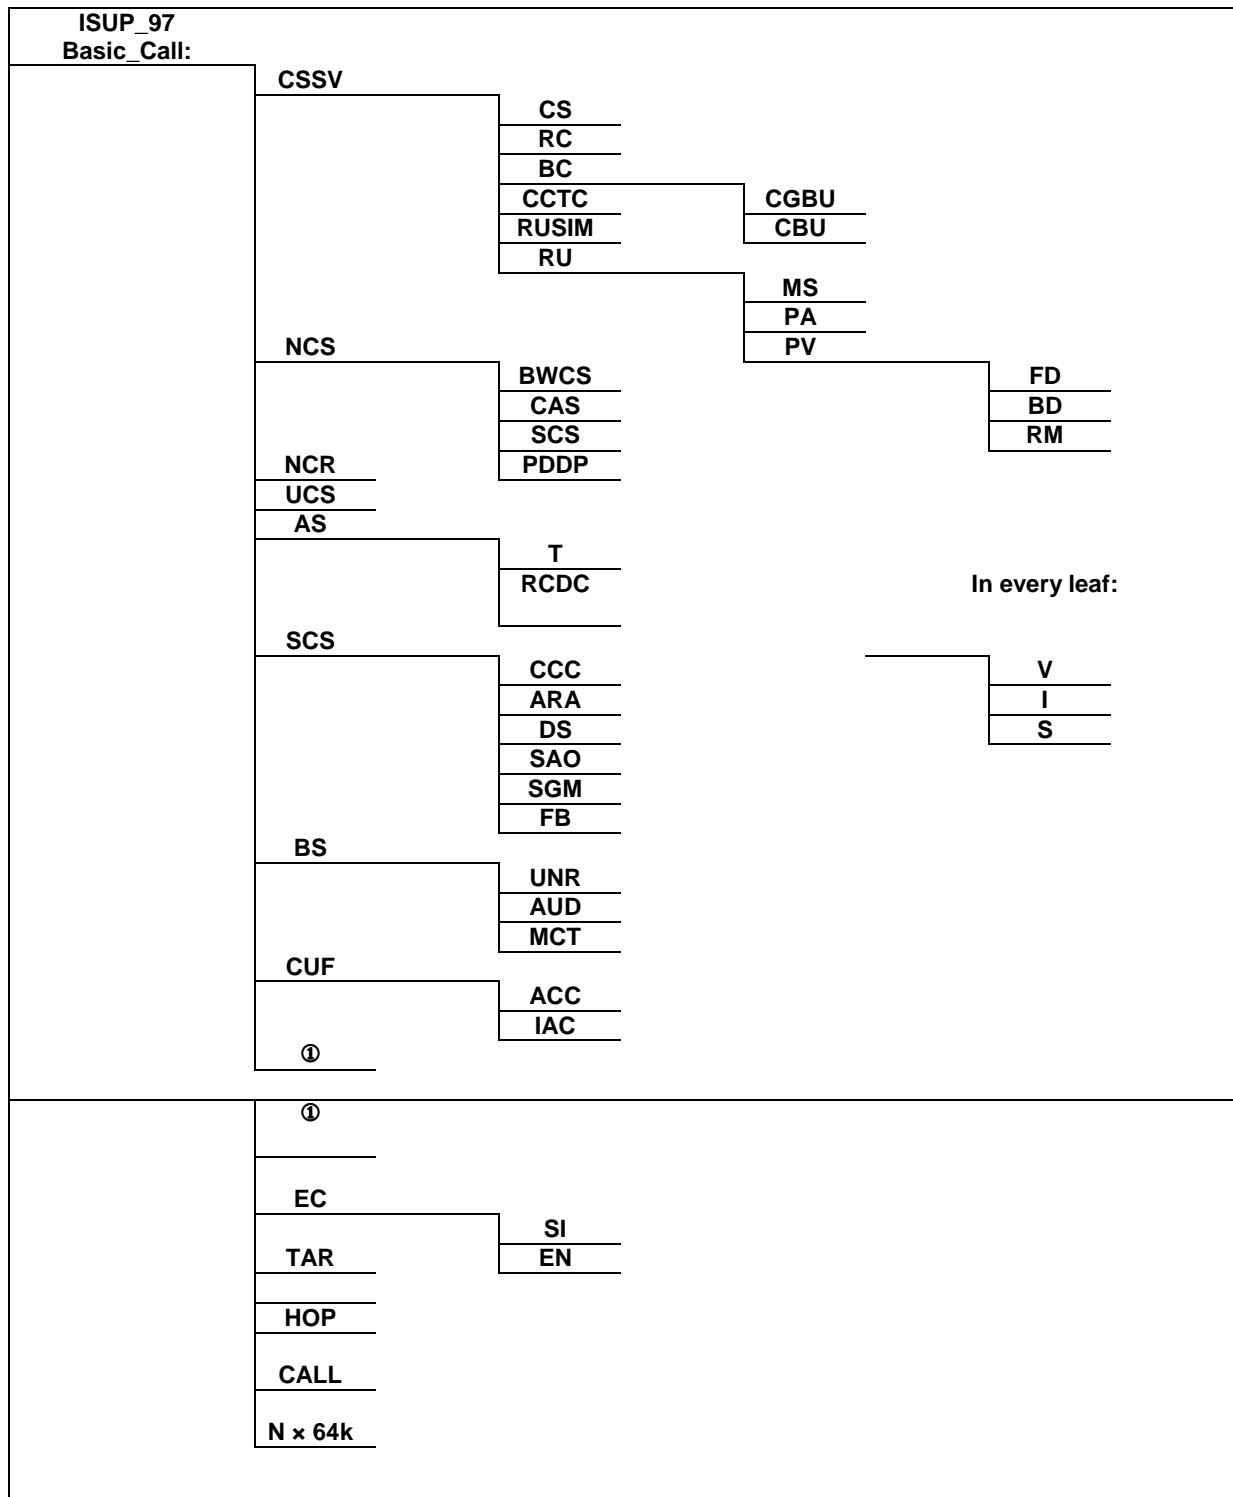 ISUP_97
Basic_Call:
CSSV
CS
RC
BC
CCTC CGBU
RUSIM CBU
RU
MS
PA
NCS PV
BWCS FD
CAS BD
SCS RM
NCR PDDP
UCS
AS
T
RCDC In every leaf:
SCS
CCC V
ARA I
DS S
SAO
SGM
FB
BS
UNR
AUD
MCT
CUF
ACC
IAC
①
①
EC
SI
TAR EN
HOP
CALL
N × 64k